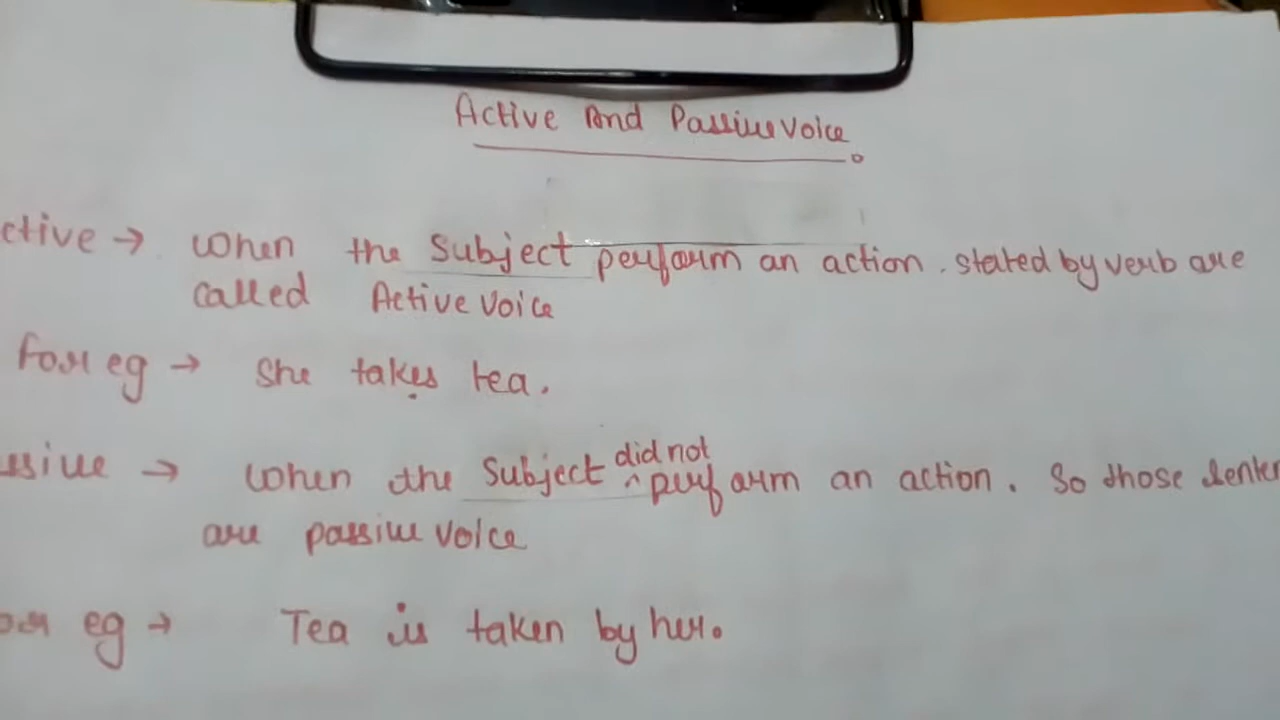 Active And Passive Voice
ctive → When the Subject perform an action. stated by verb are
called Active Voice
For eg → She takes tea.
ssive → When the Subject did not perform an action. So those senten
are passive voice
or eg → Tea is taken by her.